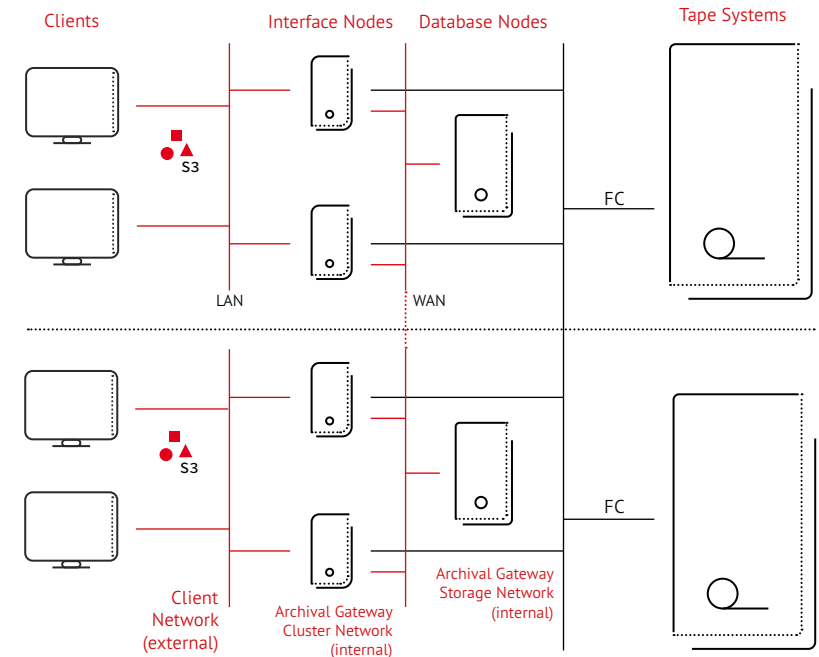 Clients
Interface Nodes
Database Nodes
Tape Systems
S3
FC
LAN
WAN
S3
FC
Client
Network
(external)
Archival Gateway
Cluster Network
(internal)
Archival Gateway
Storage Network
(internal)